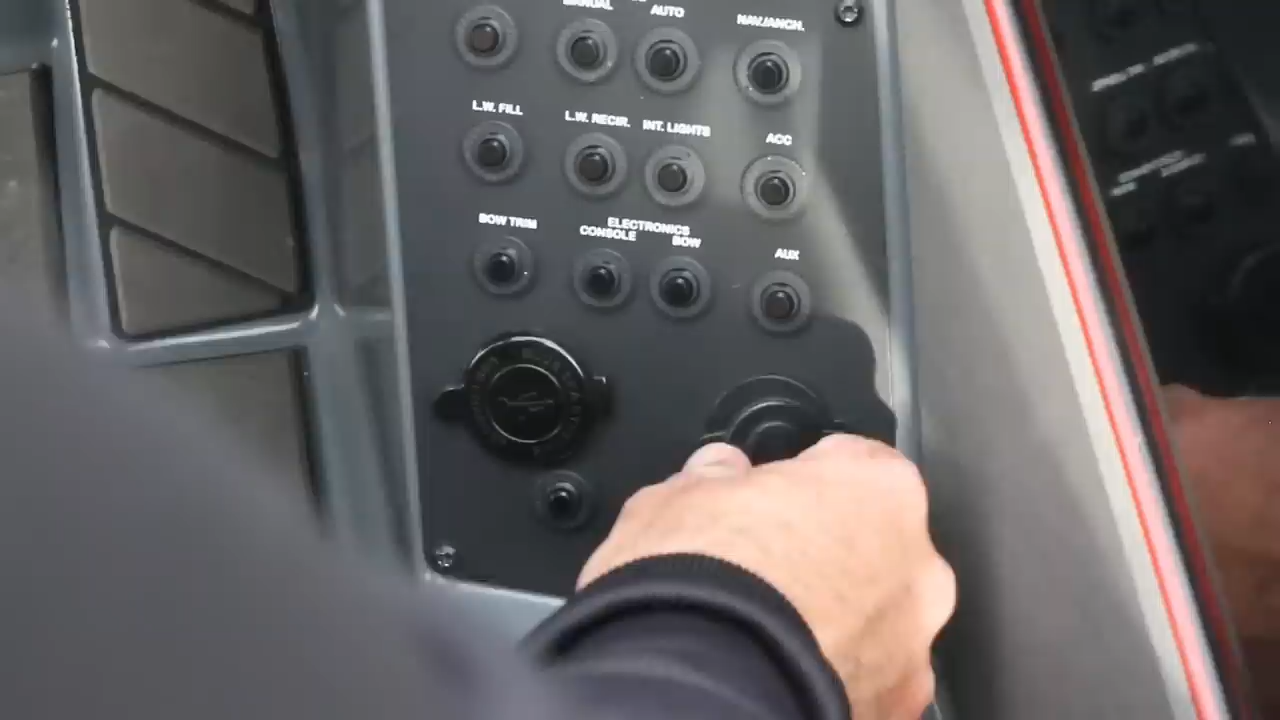 MANUAL
AUTO
NAV./ANCH.
L.W. FILL
L.W. RECIR.
INT. LIGHTS
ACC
BOW TRIM
ELECTRONICS
CONSOLE
BOW
AUX